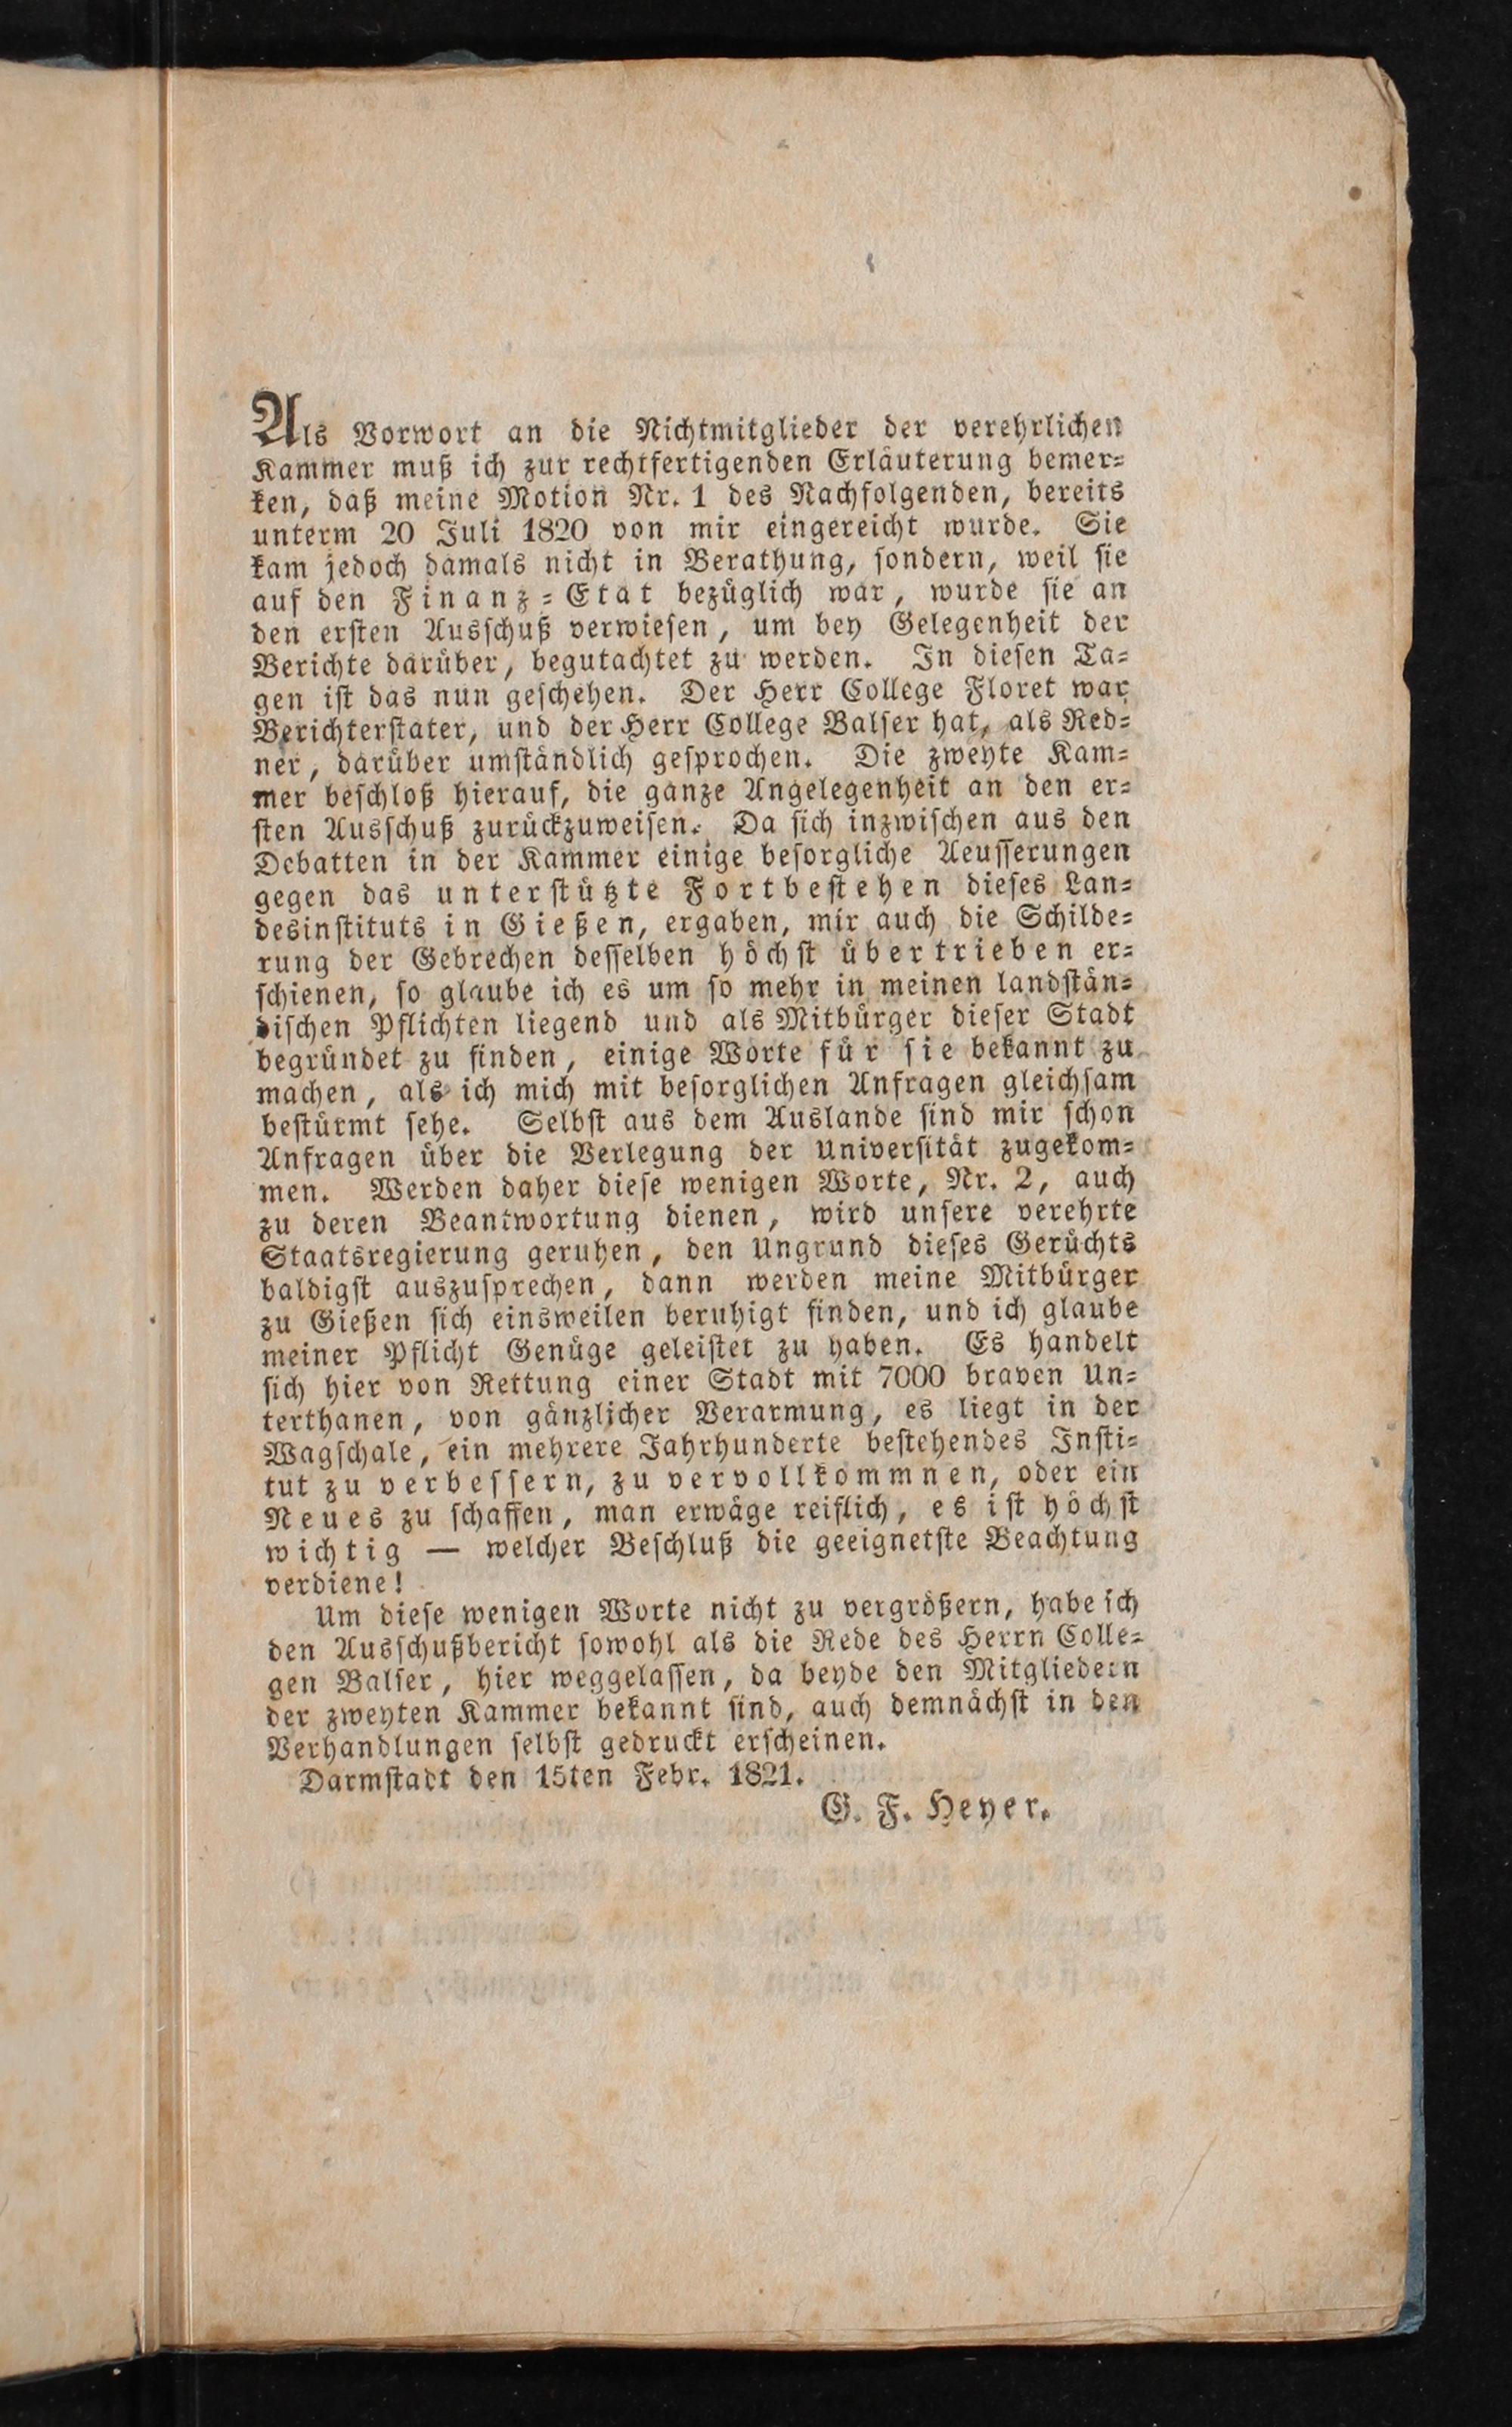 Als Vorwort an die Nichtmitglieder der verehrlichen
Kammer muß ich zur rechtfertigenden Erläuterung bemer-
ken, daß meine Motion Nr. 1 des Nachfolgenden, bereits
unterm 20 Juli 1820 von mir eingereicht wurde. Sie
kam jedoch damals nicht in Berathung, sondern, weil sie
auf den Finanz-Etat bezüglich war, wurde sie an
den ersten Ausschuß verwiesen, um bey Gelegenheit der
Berichte darüber, begutachtet zu werden. In diesen Ta-
gen ist das nun geschehen. Der Herr College Floret war
Berichterstater, und der Herr College Balser hat, als Red-
ner, darüber umständlich gesprochen. Die zweyte Kam-
mer beschloß hierauf, die ganze Angelegenheit an den er-
sten Ausschuß zurückzuweisen. Da sich inzwischen aus den
Debatten in der Kammer einige besorgliche Aeusserungen
gegen das unterstützte Fortbestehen dieses Lan-
desinstituts in Gießen, ergaben, mir auch die Schilde-
rung der Gebrechen desselben höchst übertrieben er-
schienen, so glaube ich es um so mehr in meinen landstän-
dischen Pflichten liegend und als Mitbürger dieser Stadt
begründet zu finden, einige Worte für sie bekannt zu
machen, als ich mich mit besorglichen Anfragen gleichsam
bestürmt sehe. Selbst aus dem Auslande sind mir schon
Anfragen über die Verlegung der Universität zugekom-
men. Werden daher diese wenigen Worte, Nr. 2, auch
zu deren Beantwortung dienen, wird unsere verehrte
Staatsregierung geruhen, den Ungrund dieses Gerüchts
baldigst auszusprechen, dann werden meine Mitbürger
zu Gießen sich einsweilen beruhigt finden, und ich glaube
meiner Pflicht Genüge geleistet zu haben. Es handelt
sich hier von Rettung einer Stadt mit 7000 braven Un-
terthanen, von gänzlicher Verarmung, es liegt in der
Wagschale, ein mehrere Jahrhunderte bestehendes Insti-
tut zu verbessern, zu vervollkommnen, oder ein
Neues zu schaffen, man erwäge reiflich, es ist höchst
wichtig — welcher Beschluß die geeignetste Beachtung
verdiene!
Um diese wenigen Worte nicht zu vergrößern, habe ich
den Ausschußbericht sowohl als die Rede des Herrn Colle-
gen Balser, hier weggelassen, da beyde den Mitgliedern
der zweyten Kammer bekannt sind, auch demnächst in den
Verhandlungen selbst gedruckt erscheinen.
Darmstadt den 15ten Febr. 1821.
G. F. Heyer.